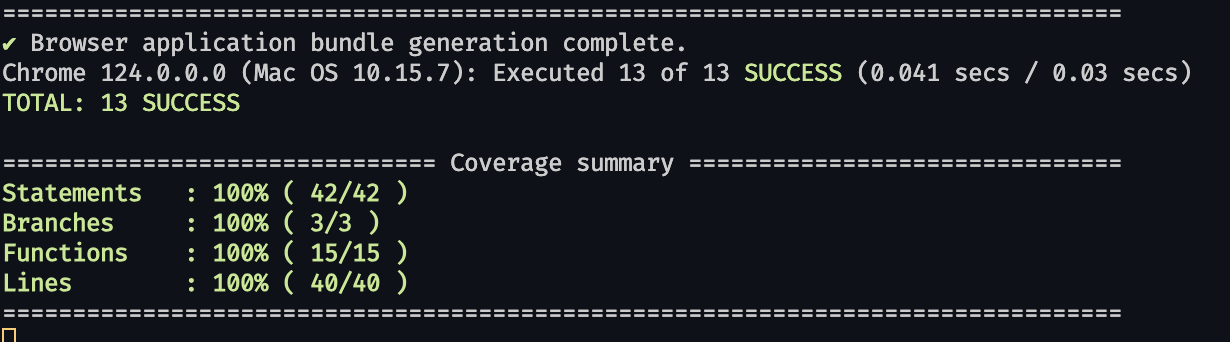 ================================================================================
✔ Browser application bundle generation complete.
Chrome 124.0.0.0 (Mac OS 10.15.7): Executed 13 of 13 SUCCESS (0.041 secs / 0.03 secs)
TOTAL: 13 SUCCESS

=============================== Coverage summary ===============================
Statements   : 100% ( 42/42 )
Branches     : 100% ( 3/3 )
Functions    : 100% ( 15/15 )
Lines        : 100% ( 40/40 )
================================================================================